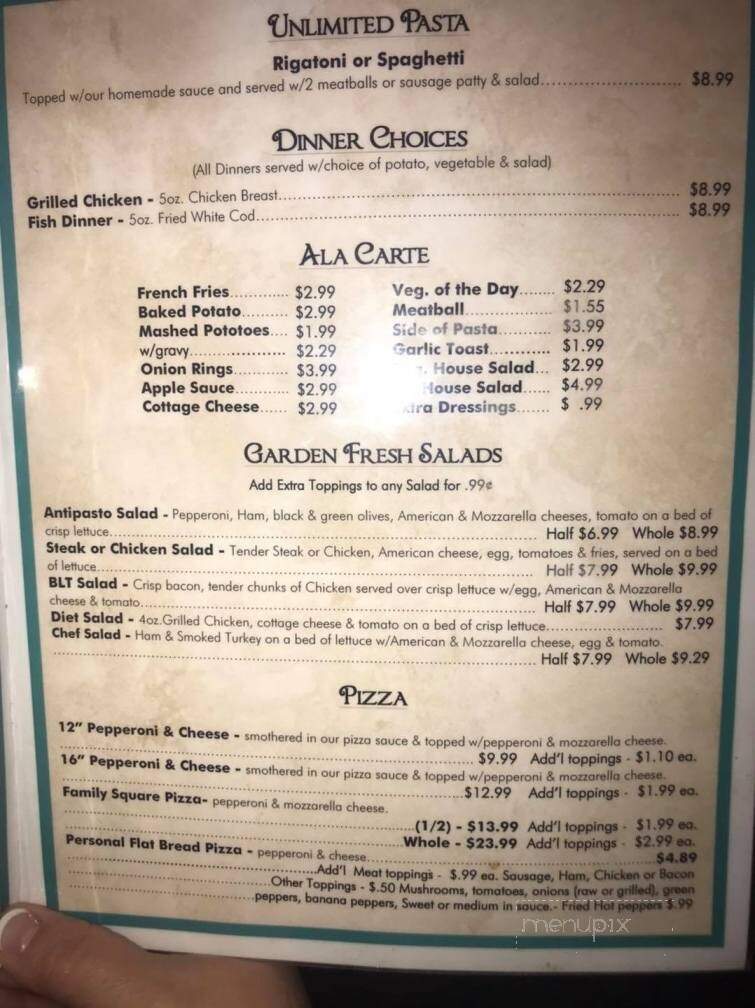 UNLIMITED PASTA
Rigatoni or Spaghetti
Topped w/our homemade sauce and served w/2 meatballs or sausage patty & salad................................ $8.99
DINNER CHOICES
(All Dinners served w/choice of potato, vegetable & salad)
Grilled Chicken - 5oz. Chicken Breast................................ $8.99
Fish Dinner - 5oz. Fried White Cod................................ $8.99
ALA CARTE
French Fries............. $2.99
Baked Potato.......... $2.99
Mashed Pototoes.... $1.99
w/gravy...................... $2.29
Onion Rings............ $3.99
Apple Sauce............ $2.99
Cottage Cheese...... $2.99
Veg. of the Day........ $2.29
Meatball.................... $1.55
Side of Pasta............ $3.99
Garlic Toast............. $1.99
House Salad... $2.99
House Salad...... $4.99
Dressings....... $ .99
GARDEN FRESH SALADS
Add Extra Toppings to any Salad for .99¢
Antipasto Salad - Pepperoni, Ham, black & green olives, American & Mozzarella cheeses, tomato on a bed of
crisp lettuce................................ Half $6.99 Whole $8.99
Steak or Chicken Salad - Tender Steak or Chicken, American cheese, egg, tomatoes & fries, served on a bed
of lettuce................................ Half $7.99 Whole $9.99
BLT Salad - Crisp bacon, tender chunks of Chicken served over crisp lettuce w/egg, American & Mozzarella
cheese & tomato................................ Half $7.99 Whole $9.99
Diet Salad - 4oz.Grilled Chicken, cottage cheese & tomato on a bed of crisp lettuce................................ $7.99
Chef Salad - Ham & Smoked Turkey on a bed of lettuce w/American & Mozzarella cheese, egg & tomato.
................................ Half $7.99 Whole $9.29
PIZZA
12" Pepperoni & Cheese - smothered in our pizza sauce & topped w/pepperoni & mozzarella cheese.
................................ $9.99 Add'l toppings - $1.10 ea.
16" Pepperoni & Cheese - smothered in our pizza sauce & topped w/pepperoni & mozzarella cheese.
................................$12.99 Add'l toppings - $1.99 ea.
Family Square Pizza- pepperoni & mozzarella cheese.
................................(1/2) - $13.99 Add'l toppings - $1.99 ea.
................................Whole - $23.99 Add'l toppings - $2.99 ea.
Personal Flat Bread Pizza - pepperoni & cheese................................$4.89
................................Add'l Meat toppings - $.99 ea. Sausage, Ham, Chicken or Bacon
................................Other Toppings - $.50 Mushrooms, tomatoes, onions (raw or grilled), green
................................peppers, banana peppers, Sweet or medium in sauce.- Fried Hot peppers $.99
menupix